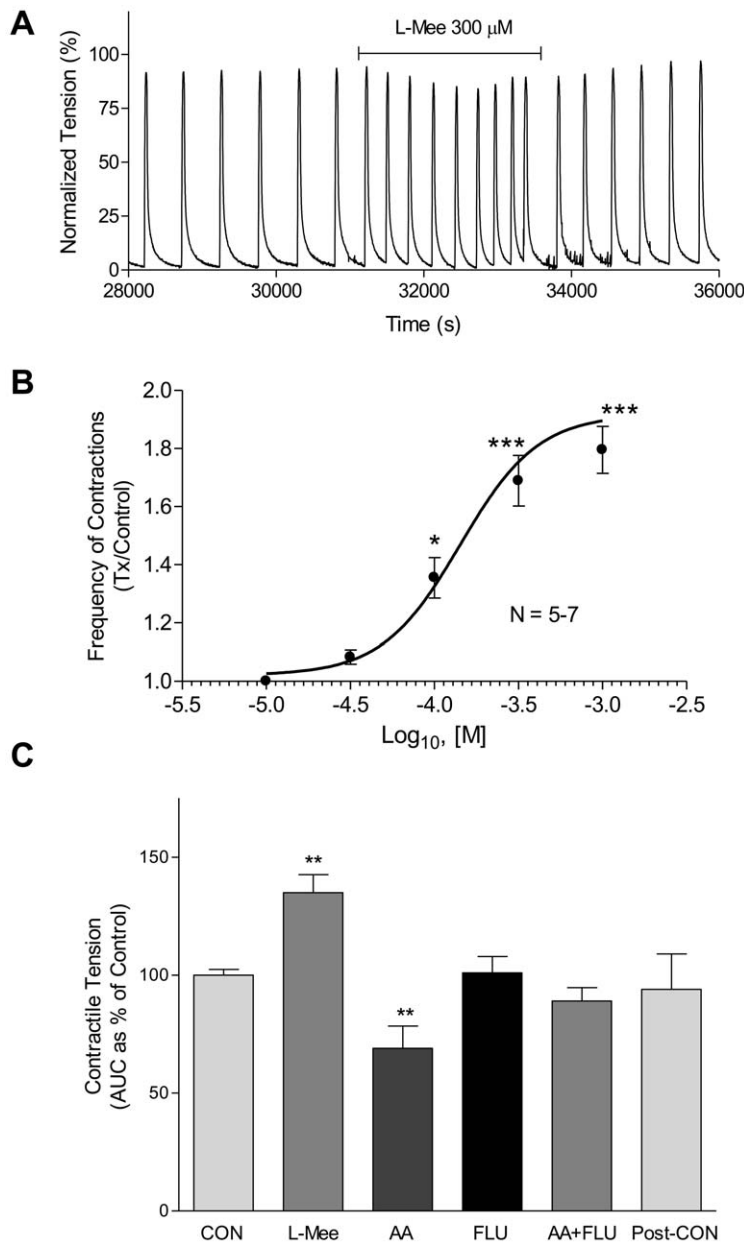 A
L-Mee 300 μM
Normalized Tension (%)
100
75
50
25
0
28000 30000 32000 34000 36000
Time (s)
B
Frequency of Contractions
(Tx/Control)
2.0
1.8
1.6
1.4
1.2
1.0
***
***
*
N = 5-7
-5.5 -5.0 -4.5 -4.0 -3.5 -3.0 -2.5
Log10, [M]
C
Contractile Tension
(AUC as % of Control)
150
100
50
0
**
**
CON L-Mee AA FLU AA+FLU Post-CON